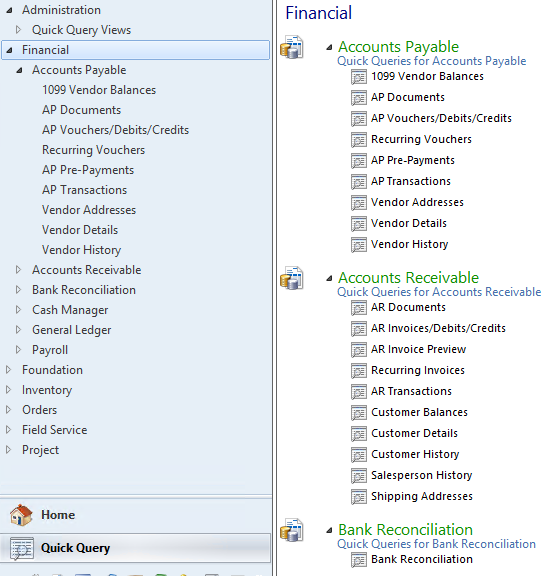 Administration
Quick Query Views
Financial
Accounts Payable
1099 Vendor Balances
AP Documents
AP Vouchers/Debits/Credits
Recurring Vouchers
AP Pre-Payments
AP Transactions
Vendor Addresses
Vendor Details
Vendor History
Accounts Receivable
Bank Reconciliation
Cash Manager
General Ledger
Payroll
Foundation
Inventory
Orders
Field Service
Project
Home
Quick Query
Financial
Accounts Payable
Quick Queries for Accounts Payable
1099 Vendor Balances
AP Documents
AP Vouchers/Debits/Credits
Recurring Vouchers
AP Pre-Payments
AP Transactions
Vendor Addresses
Vendor Details
Vendor History
Accounts Receivable
Quick Queries for Accounts Receivable
AR Documents
AR Invoices/Debits/Credits
AR Invoice Preview
Recurring Invoices
AR Transactions
Customer Balances
Customer Details
Customer History
Salesperson History
Shipping Addresses
Bank Reconciliation
Quick Queries for Bank Reconciliation
Bank Reconciliation